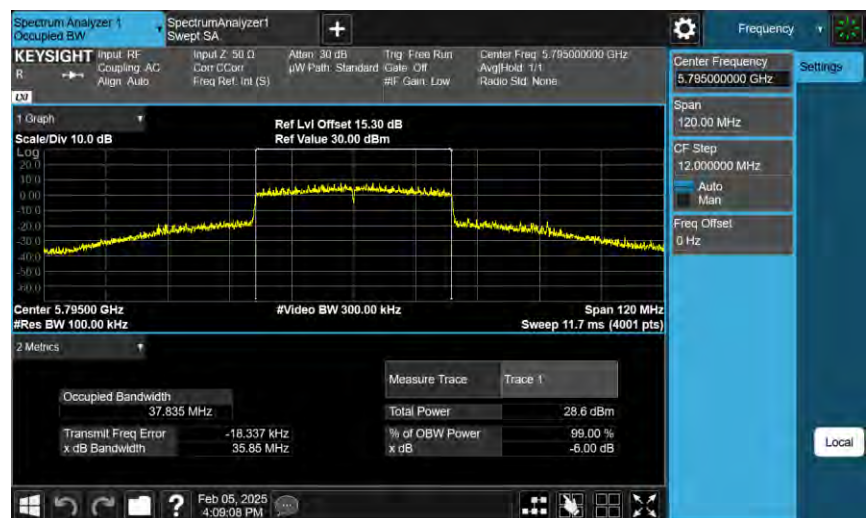 Spectrum Analyzer 1
Occupied BW
SpectrumAnalyzer1
Swept SA
+
Frequency
KEYSIGHT
R
LXI
Input: RF
Coupling: AC
Align: Auto
Input Z: 50 Ω
Corr CCorr
Freq Ref: Int (S)
Atten: 30 dB
µW Path: Standard
Trig: Free Run
Gate: Off
#IF Gain: Low
Center Freq: 5.795000000 GHz
Avg|Hold: 1/1
Radio Std: None
Center Frequency
5.795000000 GHz
Settings
Span
120.00 MHz
CF Step
12.000000 MHz
Auto
Man
Freq Offset
0 Hz
1 Graph
Scale/Div 10.0 dB
Ref Lvl Offset 15.30 dB
Ref Value 30.00 dBm
Log
20.0
10.0
0.00
-10.0
-20.0
-30.0
-40.0
-50.0
-60.0
Center 5.79500 GHz
#Video BW 300.00 kHz
Span 120 MHz
#Res BW 100.00 kHz
Sweep 11.7 ms (4001 pts)
2 Metrics
Measure Trace Trace 1
Occupied Bandwidth
37.835 MHz
Total Power 28.6 dBm
Transmit Freq Error -18.337 kHz
% of OBW Power 99.00 %
x dB Bandwidth 35.85 MHz
x dB -6.00 dB
Local
?
Feb 05, 2025
4:09:08 PM